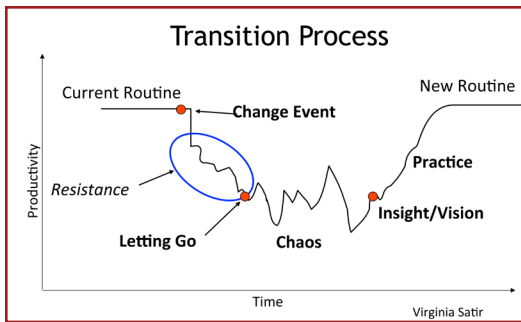 Transition Process
Current Routine
New Routine
Change Event
Practice
Resistance
Productivity
Insight/Vision
Letting Go
Chaos
Time
Virginia Satir